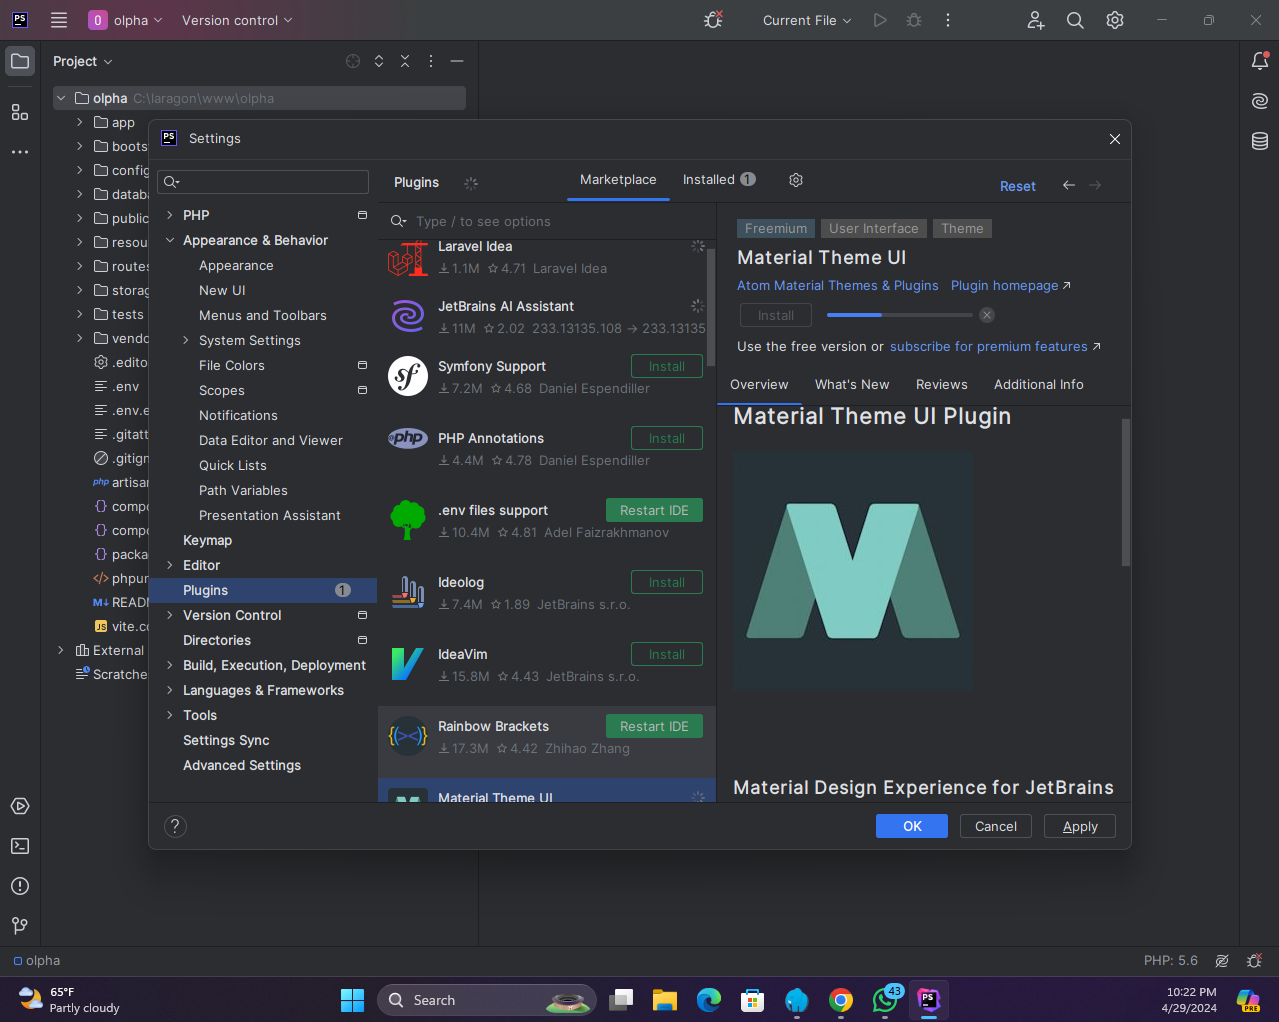 PS
O olpha Version control
Current File
Project
olpha C:\laragon\www\olpha
app
boots
config
databa
public
resou
routes
storag
tests
vendo
.edito
.env
.env.e
.gitatt
.gitign
php artisan
compo
compo
packa
phpun
M↓ READM
JS vite.co
External
Scratche
PS Settings
PHP
Appearance & Behavior
Appearance
New UI
Menus and Toolbars
System Settings
File Colors
Scopes
Notifications
Data Editor and Viewer
Quick Lists
Path Variables
Presentation Assistant
Keymap
Editor
Plugins 1
Version Control
Directories
Build, Execution, Deployment
Languages & Frameworks
Tools
Settings Sync
Advanced Settings
Plugins
Marketplace Installed 1
Reset
Type / to see options
Laravel Idea
1.1M 4.71 Laravel Idea
JetBrains AI Assistant
11M 2.02 233.13135.108 → 233.13135
sf
Symfony Support Install
7.2M 4.68 Daniel Espendiller
php
PHP Annotations Install
4.4M 4.78 Daniel Espendiller
.env files support Restart IDE
10.4M 4.81 Adel Faizrakhmanov
Ideolog Install
7.4M 1.89 JetBrains s.r.o.
IdeaVim Install
15.8M 4.43 JetBrains s.r.o.
Rainbow Brackets Restart IDE
17.3M 4.42 Zhihao Zhang
Material Theme UI
Freemium User Interface Theme
Material Theme UI
Atom Material Themes & Plugins Plugin homepage ↗
Install
Use the free version or subscribe for premium features ↗
Overview What's New Reviews Additional Info
Material Theme UI Plugin
Material Design Experience for JetBrains
?
OK Cancel Apply
olpha
PHP: 5.6
65°F
Partly cloudy
Search
43
PS
10:22 PM
4/29/2024
PRE